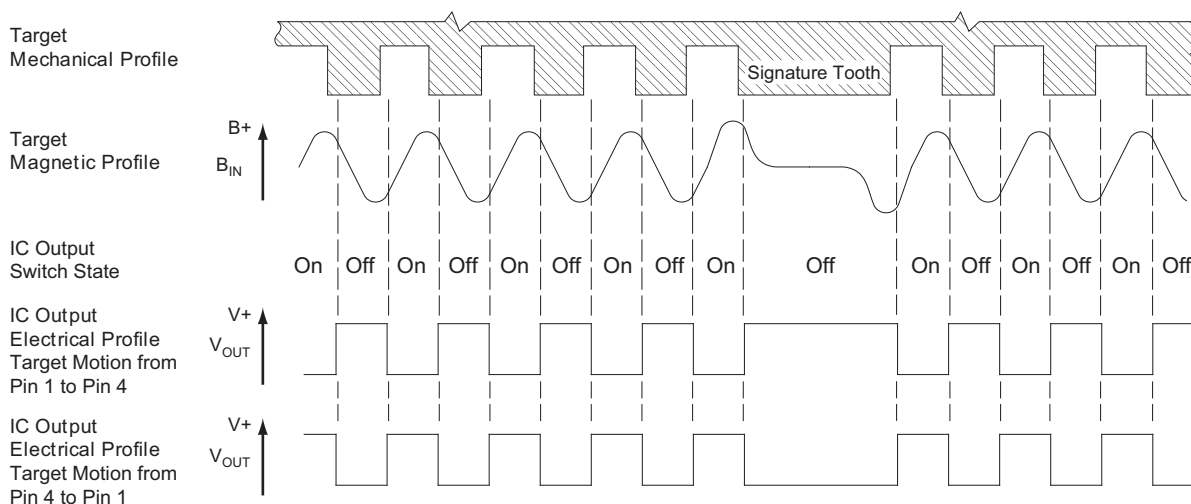 Target
Mechanical Profile
Signature Tooth
Target
Magnetic Profile
B+
BIN
IC Output
Switch State
On Off On Off On Off On Off On Off On Off On Off On Off
IC Output
Electrical Profile
Target Motion from
Pin 1 to Pin 4
V+
VOUT
IC Output
Electrical Profile
Target Motion from
Pin 4 to Pin 1
V+
VOUT